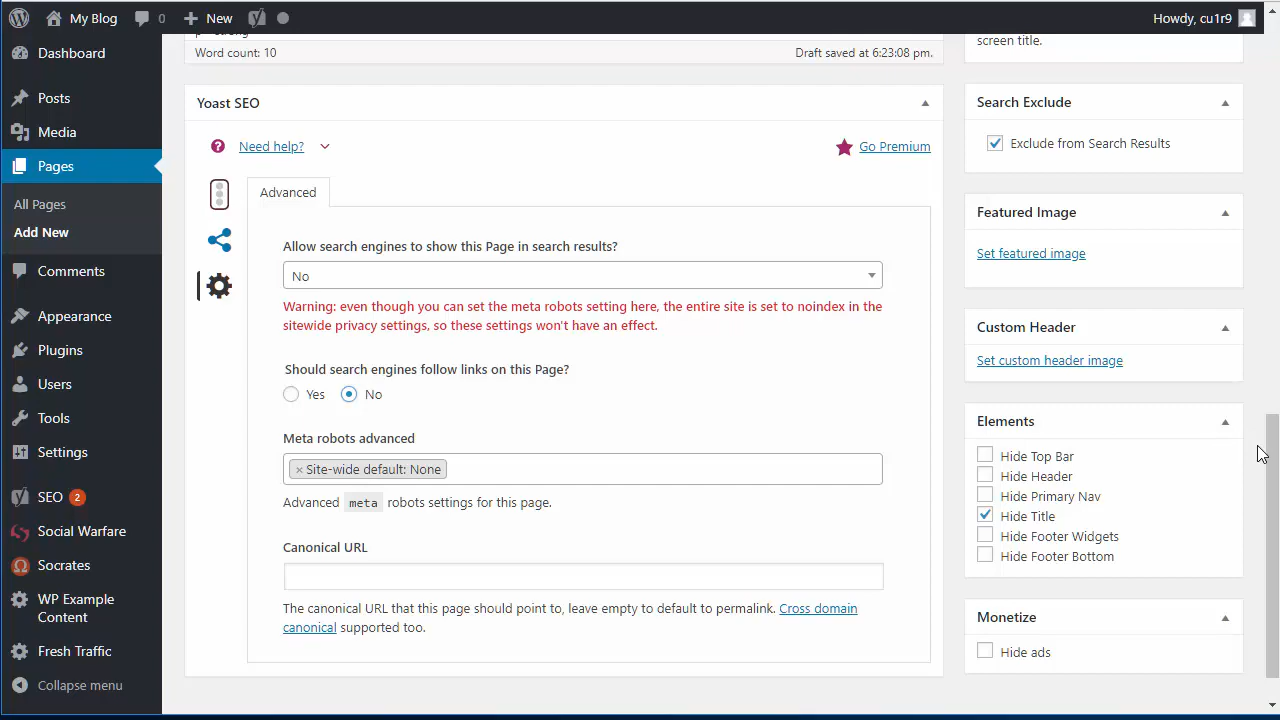 My Blog
0
New
Howdy, cu1r9
Dashboard
Posts
Media
Pages
All Pages
Add New
Comments
Appearance
Plugins
Users
Tools
Settings
SEO 2
Social Warfare
Socrates
WP Example
Content
Fresh Traffic
Collapse menu
Word count: 10
Draft saved at 6:23:08 pm.
Yoast SEO
Need help?
Go Premium
Advanced
Allow search engines to show this Page in search results?
No
Warning: even though you can set the meta robots setting here, the entire site is set to noindex in the
sitewide privacy settings, so these settings won't have an effect.
Should search engines follow links on this Page?
Yes No
Meta robots advanced
× Site-wide default: None
Advanced meta robots settings for this page.
Canonical URL
The canonical URL that this page should point to, leave empty to default to permalink. Cross domain
canonical supported too.
screen title.
Search Exclude
Exclude from Search Results
Featured Image
Set featured image
Custom Header
Set custom header image
Elements
Hide Top Bar
Hide Header
Hide Primary Nav
Hide Title
Hide Footer Widgets
Hide Footer Bottom
Monetize
Hide ads